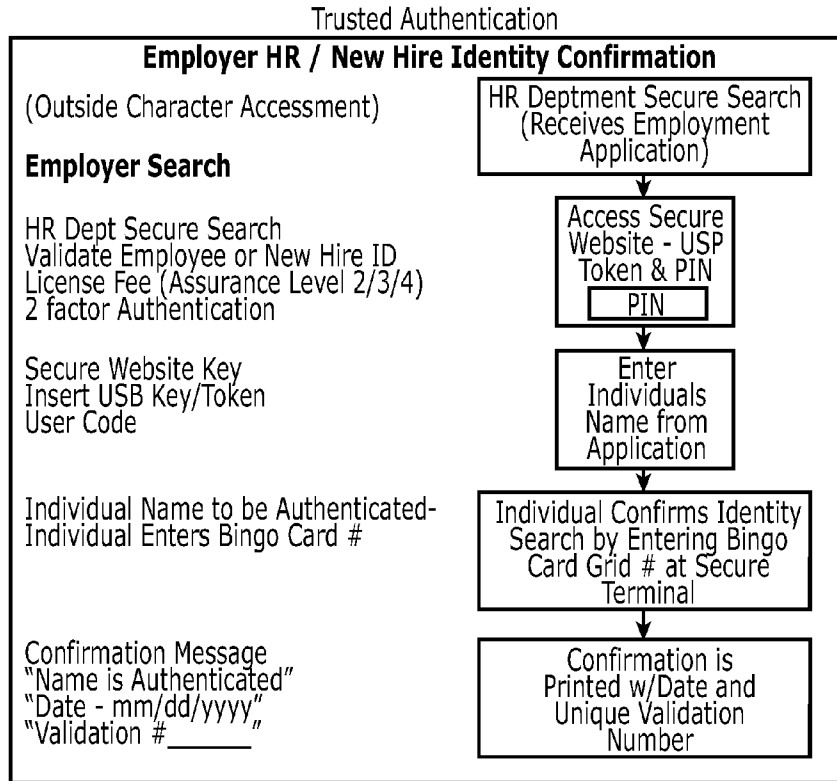 Trusted Authentication
Employer HR / New Hire Identity Confirmation
(Outside Character Accessment)
HR Deptment Secure Search
(Receives Employment
Application)
Employer Search
HR Dept Secure Search
Validate Employee or New Hire ID
License Fee (Assurance Level 2/3/4)
2 factor Authentication
Access Secure
Website - USP
Token & PIN
PIN
Secure Website Key
Insert USB Key/Token
User Code
Enter
Individuals
Name from
Application
Individual Name to be Authenticated-
Individual Enters Bingo Card #
Individual Confirms Identity
Search by Entering Bingo
Card Grid # at Secure
Terminal
Confirmation Message
“Name is Authenticated”
“Date - mm/dd/yyyy”
“Validation #_______”
Confirmation is
Printed w/Date and
Unique Validation
Number